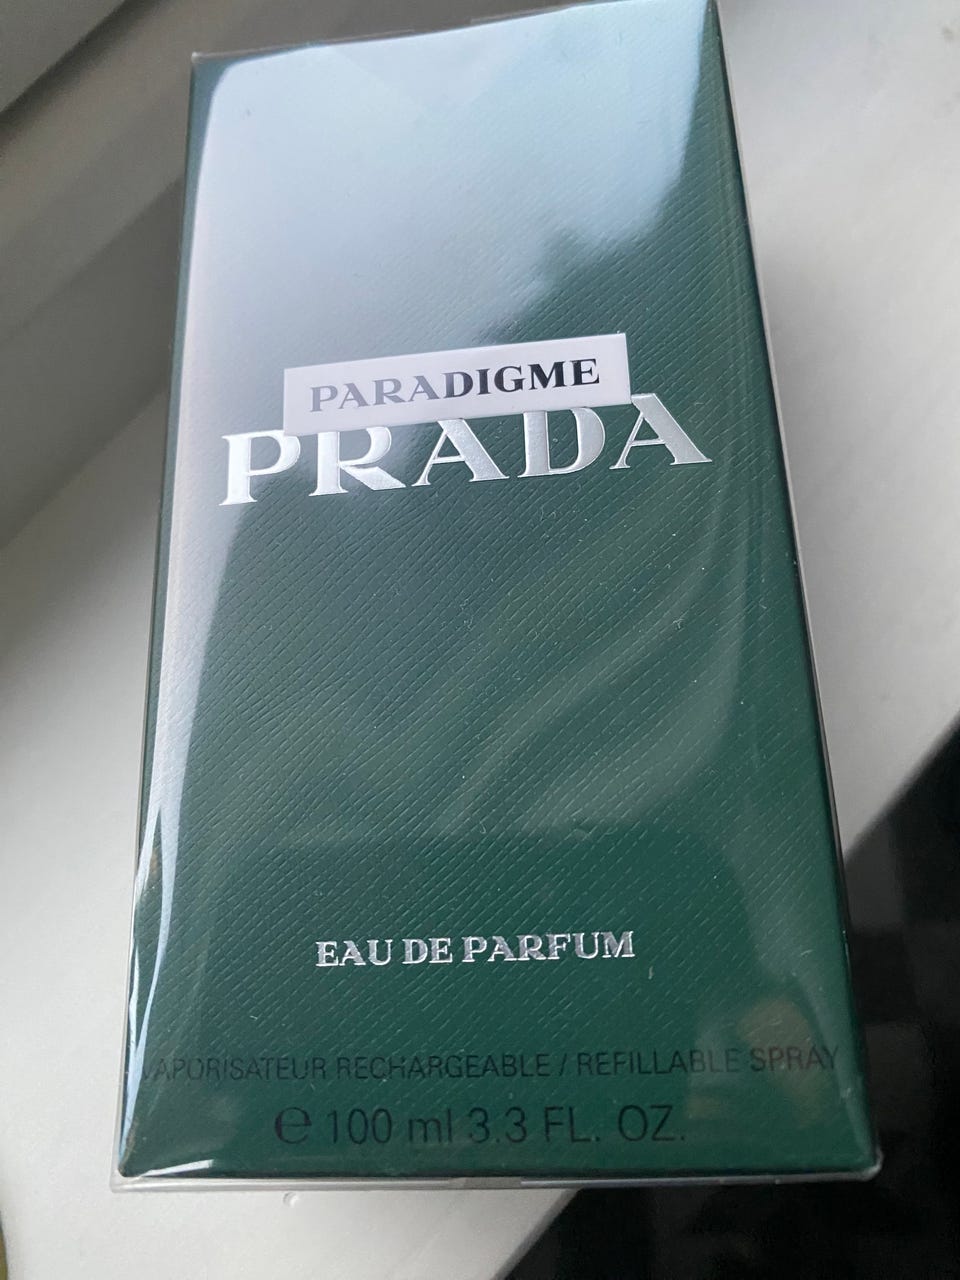 PARADIGME
PRADA
EAU DE PARFUM
VAPORISATEUR RECHARGEABLE / REFILLABLE SPRAY
℮ 100 ml 3.3 FL. OZ.